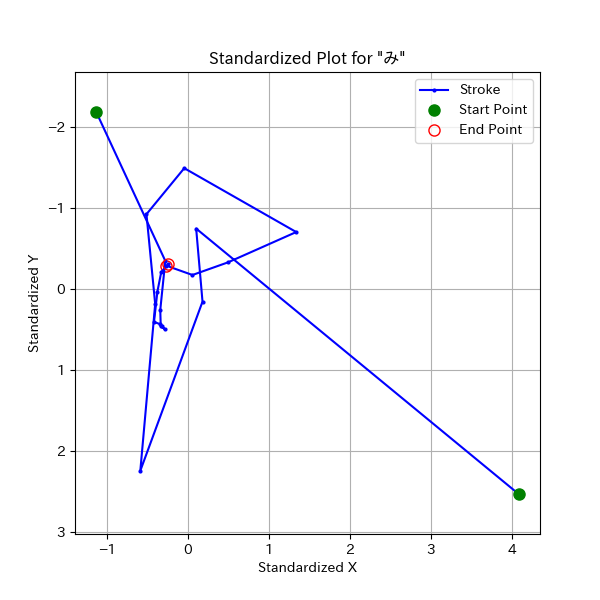 Standardized Plot for "み"
Stroke
Start Point
End Point
Standardized Y
−2
−1
0
1
2
3
−1 0 1 2 3 4
Standardized X